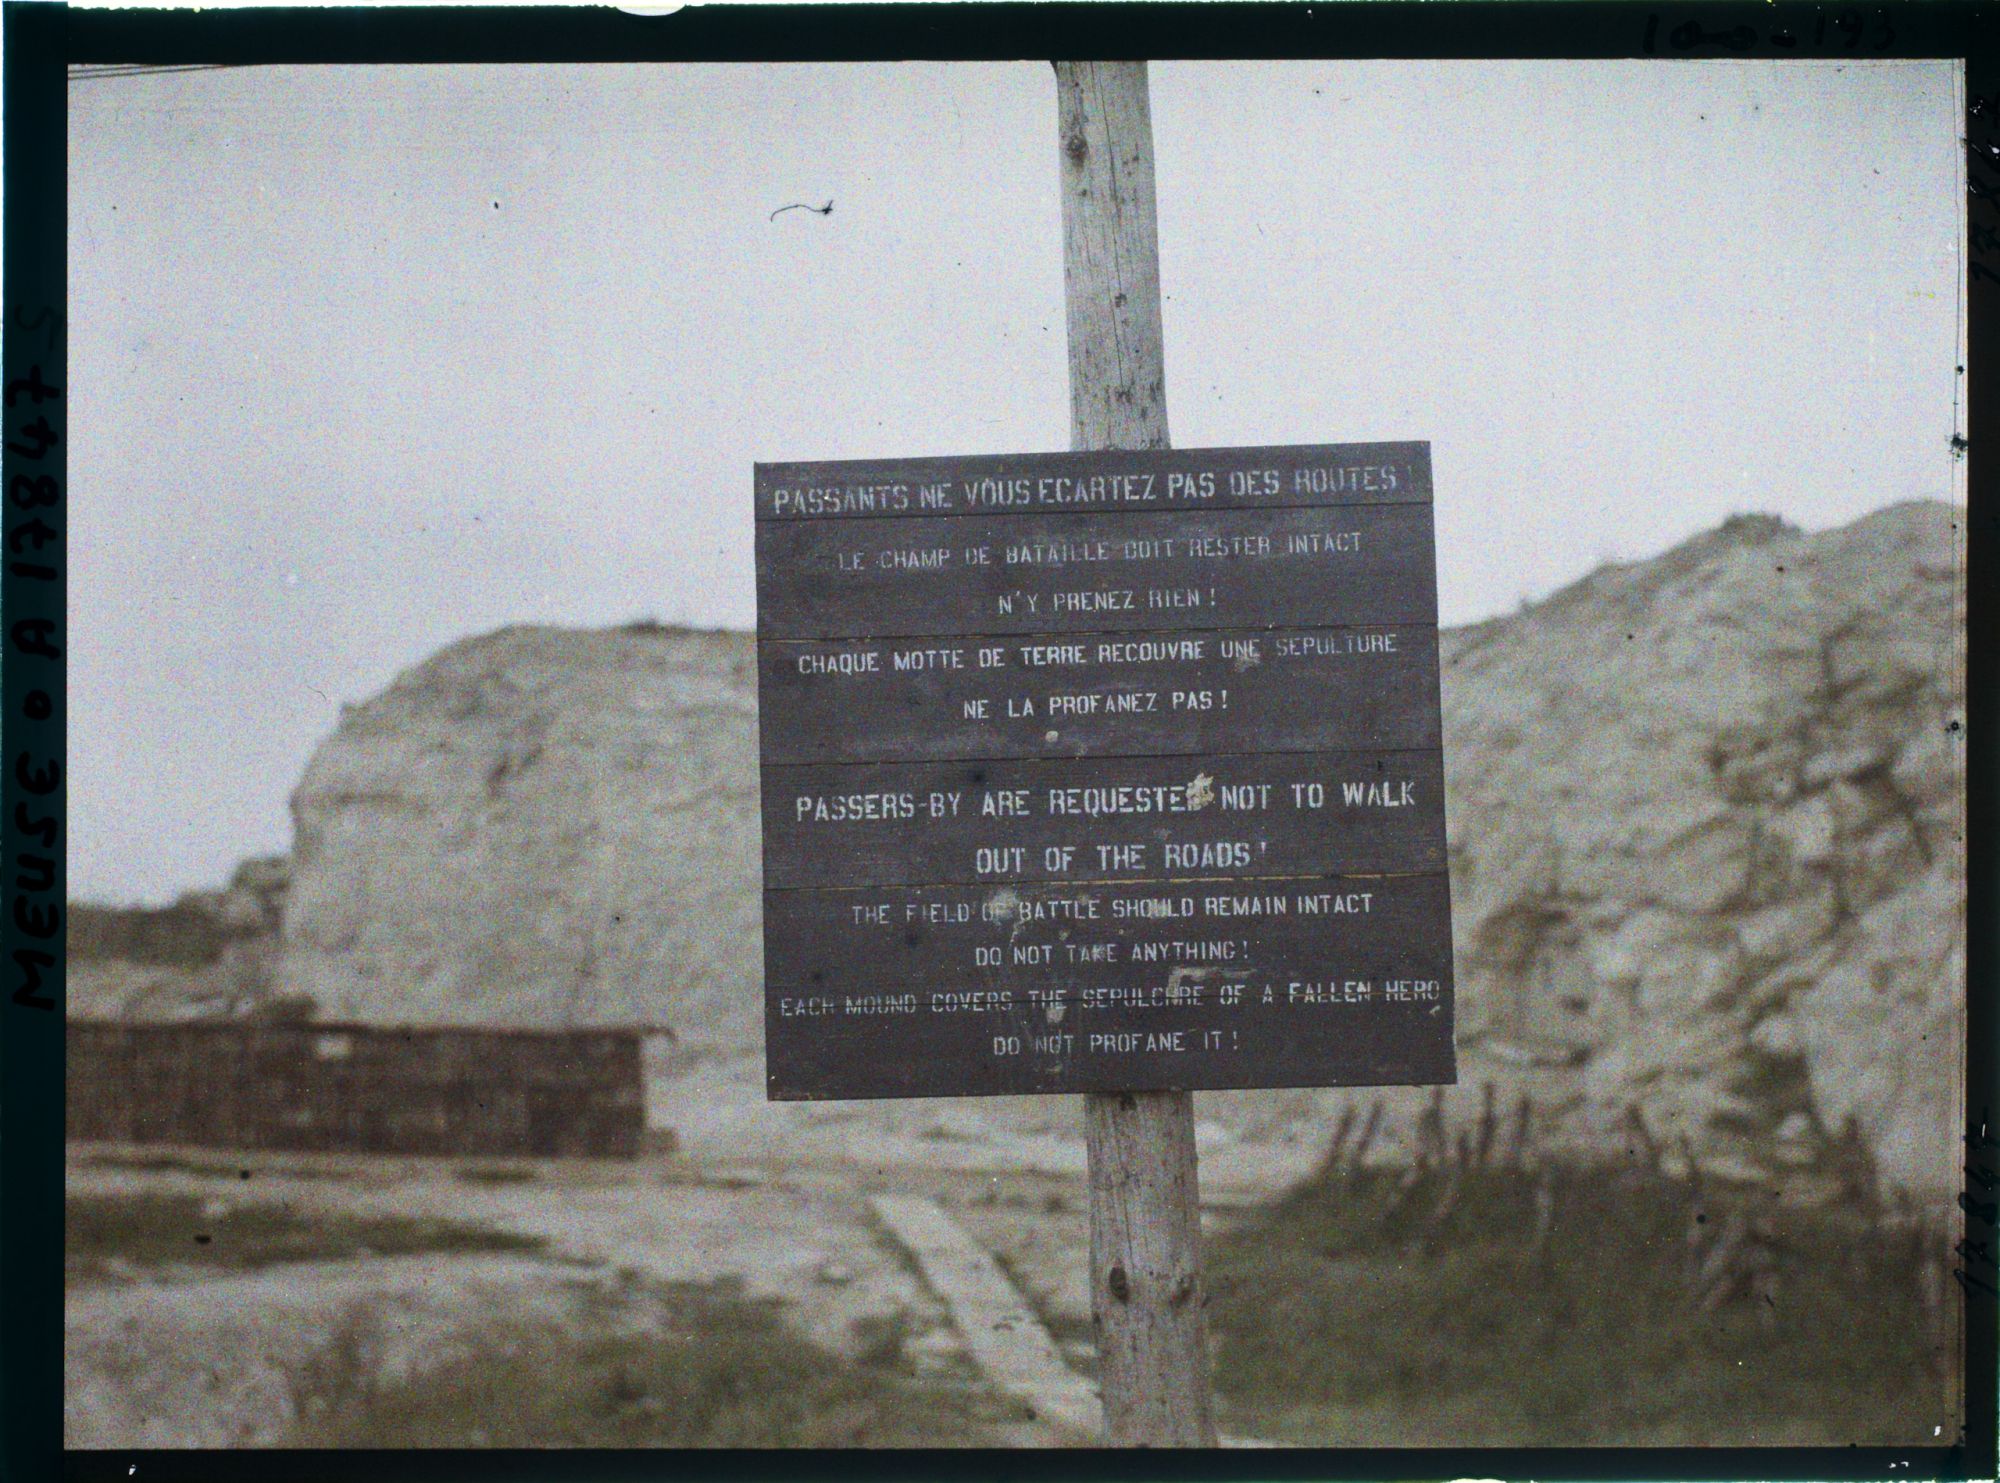 PASSANTS NE VOUS ECARTEZ PAS DES ROUTES !
LE CHAMP DE BATAILLE DOIT RESTER INTACT
N'Y PRENEZ RIEN !
CHAQUE MOTTE DE TERRE RECOUVRE UNE SEPULTURE
NE LA PROFANEZ PAS !
PASSERS-BY ARE REQUESTED NOT TO WALK
OUT OF THE ROADS !
THE FIELD OF BATTLE SHOULD REMAIN INTACT
DO NOT TAKE ANYTHING !
EACH MOUND COVERS THE SEPULCHRE OF A FALLEN HERO
DO NOT PROFANE IT !
MEUSE O A 17847 S
17847